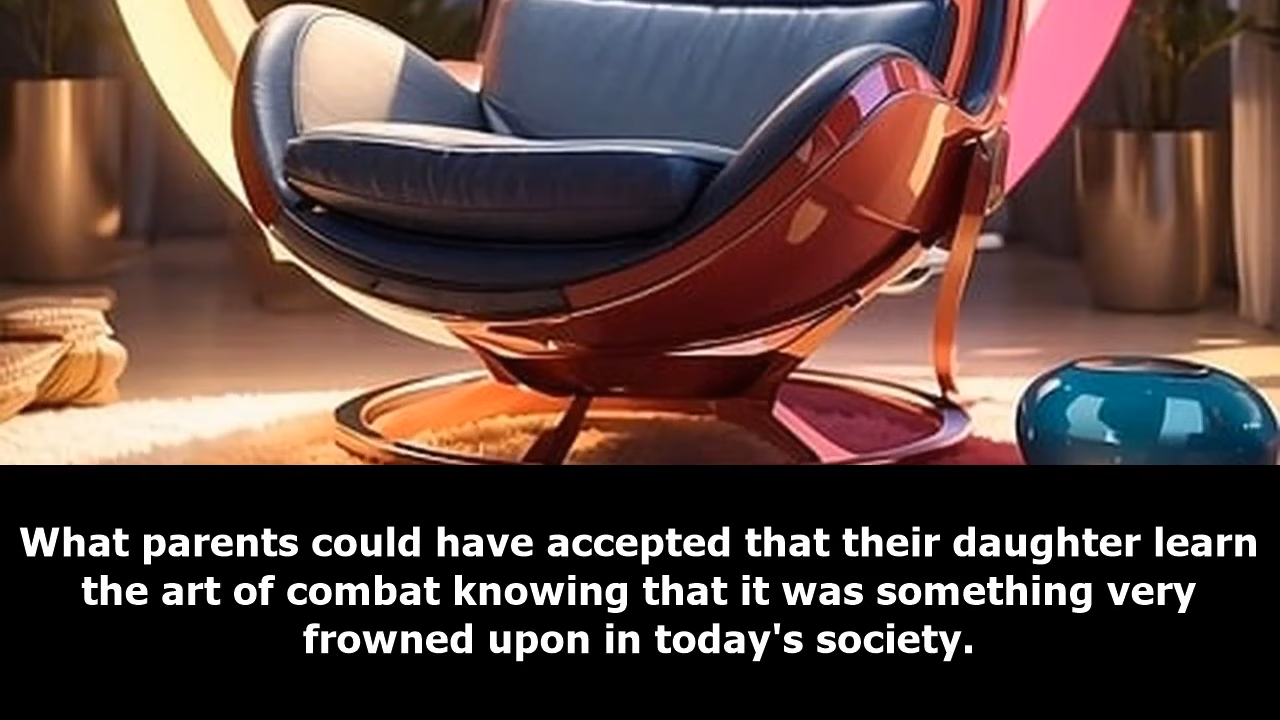 What parents could have accepted that their daughter learn
the art of combat knowing that it was something very
frowned upon in today's society.